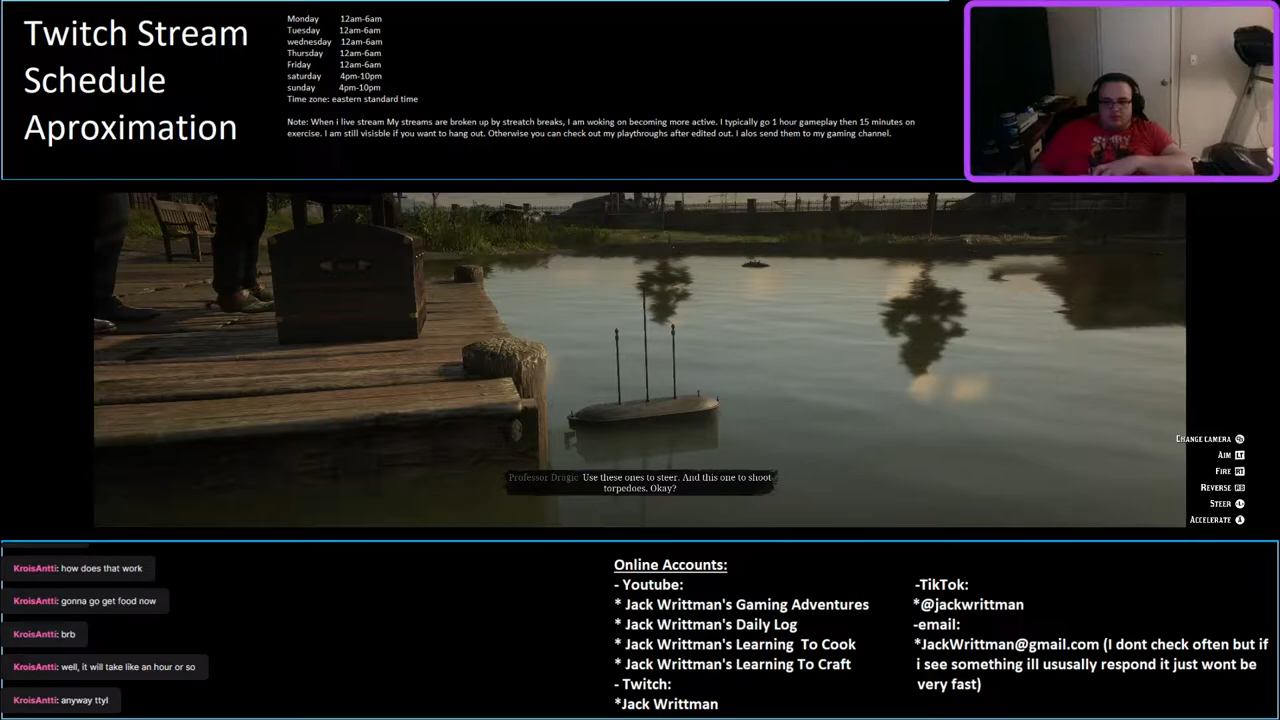 Twitch Stream
Schedule
Aproximation
Monday 12am-6am
Tuesday 12am-6am
wednesday 12am-6am
Thursday 12am-6am
Friday 12am-6am
saturday 4pm-10pm
sunday 4pm-10pm
Time zone: eastern standard time
Note: When i live stream My streams are broken up by streatch breaks, I am woking on becoming more active. I typically go 1 hour gameplay then 15 minutes on
exercise. I am still visisble if you want to hang out. Otherwise you can check out my playthroughs after edited out. I alos send them to my gaming channel.
CHANGE CAMERA
AIM LT
FIRE RT
REVERSE RB
STEER
ACCELERATE A
Professor Dragic Use these ones to steer. And this one to shoot
torpedoes. Okay?
KroisAntti: how does that work
KroisAntti: gonna go get food now
KroisAntti: brb
KroisAntti: well, it will take like an hour or so
KroisAntti: anyway ttyl
Online Accounts:
- Youtube:
* Jack Writtman's Gaming Adventures
* Jack Writtman's Daily Log
* Jack Writtman's Learning To Cook
* Jack Writtman's Learning To Craft
- Twitch:
*Jack Writtman
-TikTok:
*@jackwrittman
-email:
*JackWrittman@gmail.com (I dont check often but if
i see something ill ususally respond it just wont be
very fast)